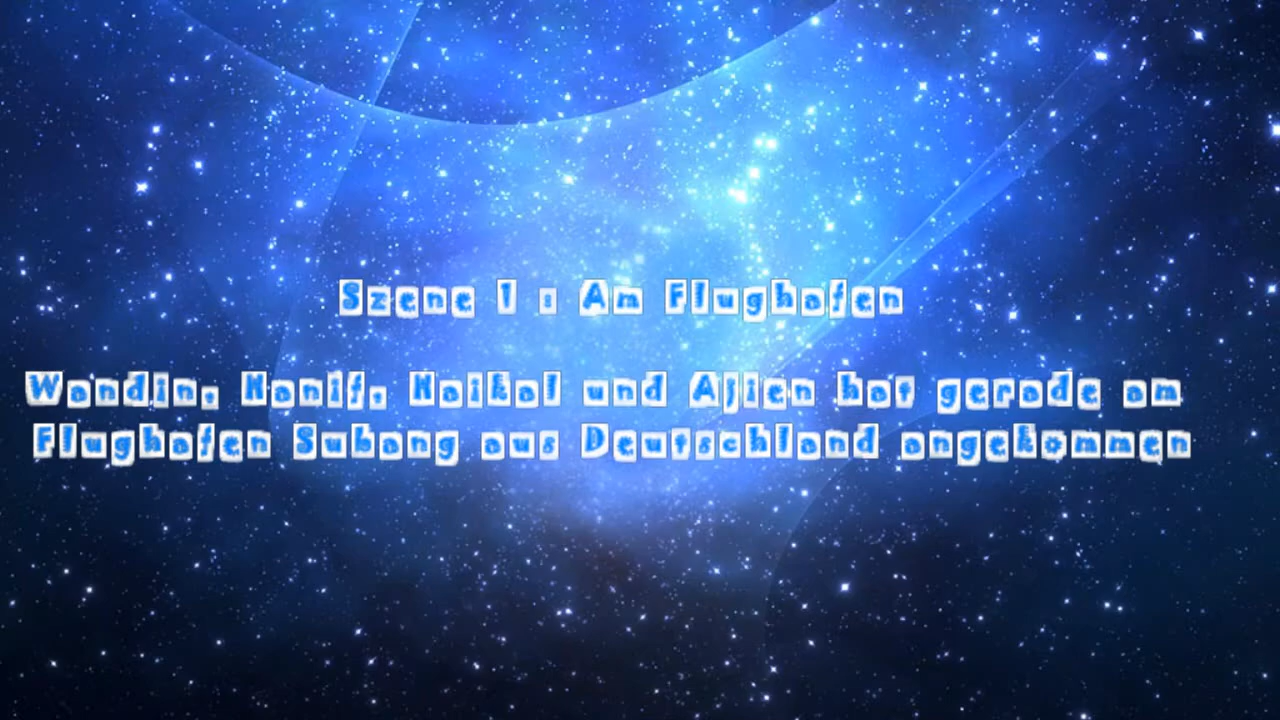 Szene 1 : Am Flughafen
Wandin, Hanif, Haikal und Ajien hat gerade am
Flughafen Subang aus Deutschland angekommen